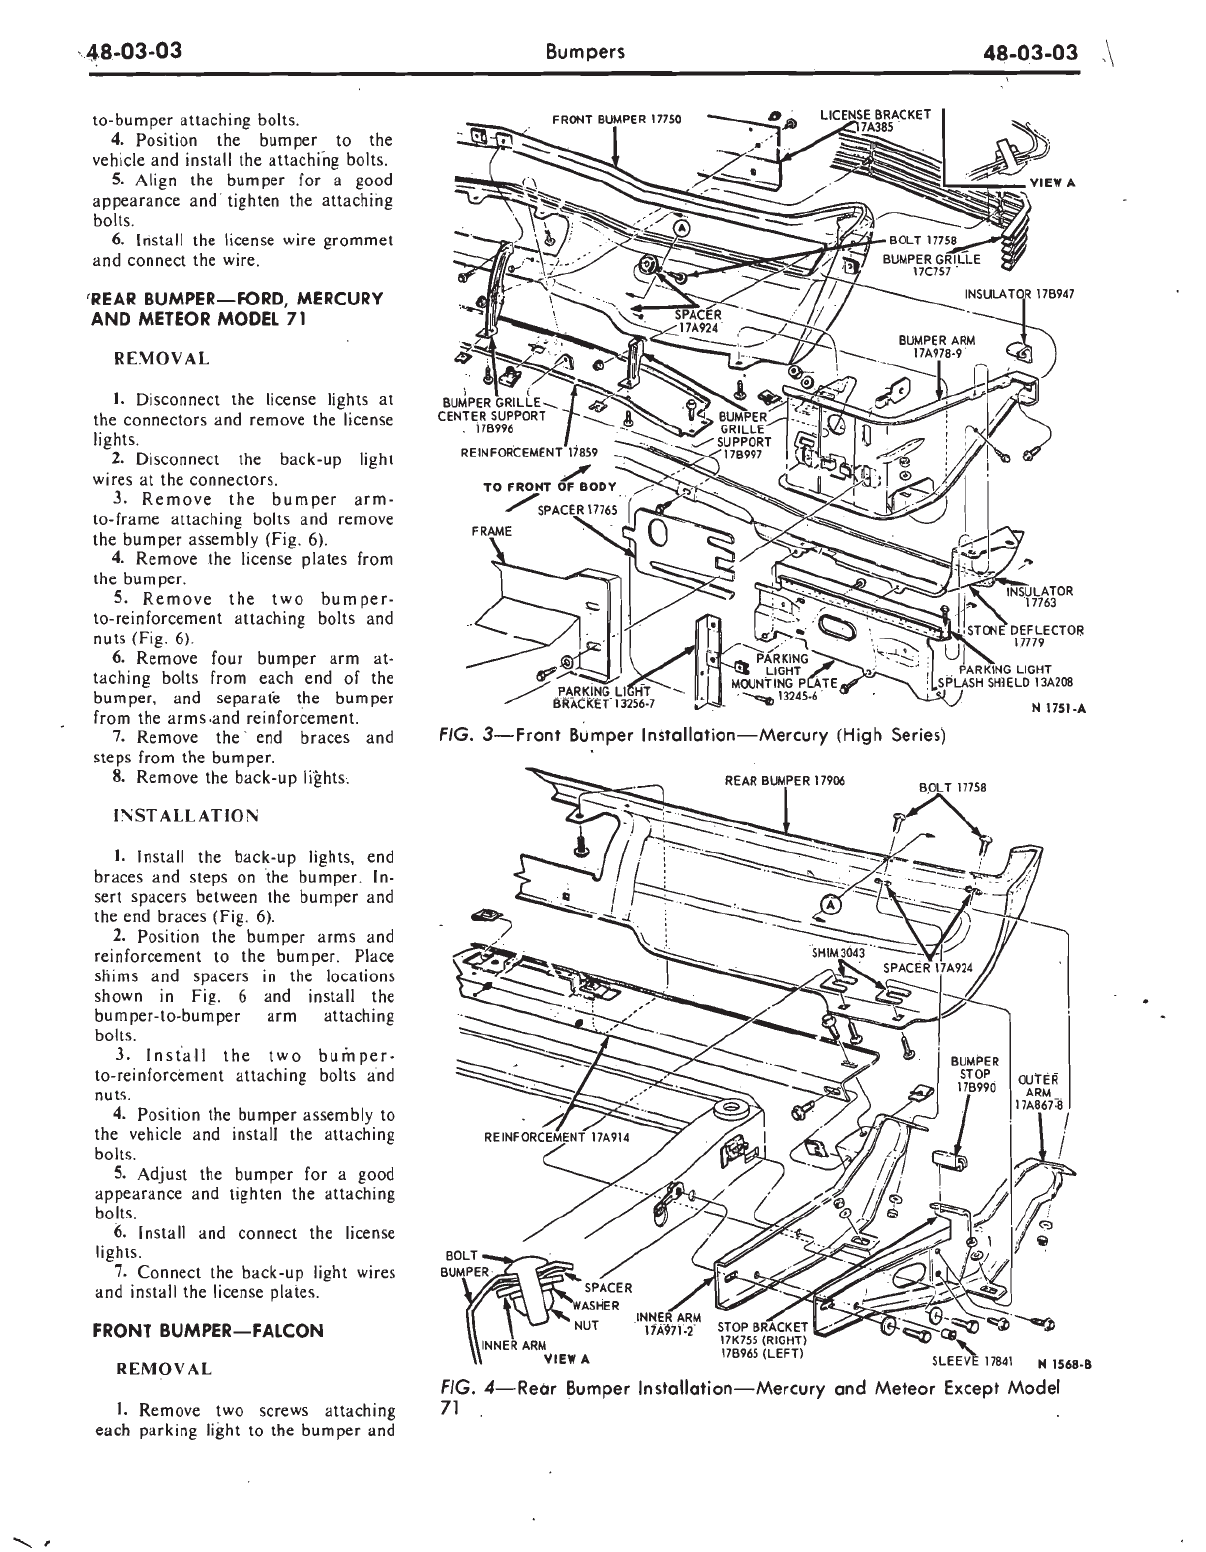 48-03-03
Bumpers
48-03-03
to-bumper attaching bolts.
4. Position the bumper to the
vehicle and install the attaching bolts.
5. Align the bumper for a good
appearance and tighten the attaching
bolts.
6. Install the license wire grommet
and connect the wire.
REAR BUMPER—FORD, MERCURY
AND METEOR MODEL 71
REMOVAL
1. Disconnect the license lights at
the connectors and remove the license
lights.
2. Disconnect the back-up light
wires at the connectors.
3. Remove the bumper arm-
to-frame attaching bolts and remove
the bumper assembly (Fig. 6).
4. Remove the license plates from
the bumper.
5. Remove the two bumper-
to-reinforcement attaching bolts and
nuts (Fig. 6).
6. Remove four bumper arm at-
taching bolts from each end of the
bumper, and separate the bumper
from the arms and reinforcement.
7. Remove the end braces and
steps from the bumper.
8. Remove the back-up lights.
INSTALLATION
1. Install the back-up lights, end
braces and steps on the bumper. In-
sert spacers between the bumper and
the end braces (Fig. 6).
2. Position the bumper arms and
reinforcement to the bumper. Place
shims and spacers in the locations
shown in Fig. 6 and install the
bumper-to-bumper arm attaching
bolts.
3. Install the two bumper-
to-reinforcement attaching bolts and
nuts.
4. Position the bumper assembly to
the vehicle and install the attaching
bolts.
5. Adjust the bumper for a good
appearance and tighten the attaching
bolts.
6. Install and connect the license
lights.
7. Connect the back-up light wires
and install the license plates.
FRONT BUMPER—FALCON
REMOVAL
1. Remove two screws attaching
each parking light to the bumper and
FRONT BUMPER 17750
LICENSE BRACKET
17A385
VIEW A
A
BOLT 17758
BUMPER GRILLE
17C757
INSULATOR 17B947
SPACER
17A924
BUMPER ARM
17A978-9
BUMPER GRILLE
CENTER SUPPORT
17B996
BUMPER
GRILLE
SUPPORT
17B997
REINFORCEMENT 17859
TO FRONT OF BODY
SPACER 17765
FRAME
INSULATOR
17763
STONE DEFLECTOR
17779
PARKING
LIGHT
MOUNTING PLATE
13245-6
PARKING LIGHT
SPLASH SHIELD 13A208
PARKING LIGHT
BRACKET 13256-7
N 1751-A
FIG. 3—Front Bumper Installation—Mercury (High Series)
REAR BUMPER 17906
BOLT 17758
A
SHIM 3043
SPACER 17A924
BUMPER
STOP
17B990
OUTER
ARM
17A867-8
REINFORCEMENT 17A914
BOLT
BUMPER
SPACER
WASHER
NUT
INNER ARM
VIEW A
INNER ARM
17A971-2
STOP BRACKET
17K755 (RIGHT)
17B965 (LEFT)
SLEEVE 17841
N 1568-B
FIG. 4—Rear Bumper Installation—Mercury and Meteor Except Model
71